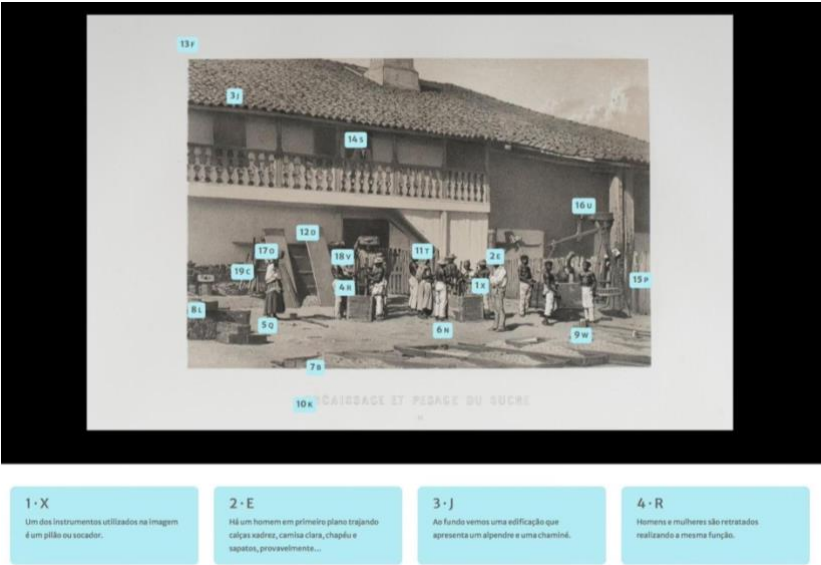 13 F
3 J
14 S
16 U
12 D
17 O
18 V
11 T
2 E
19 C
15 P
4 R
1 X
8 L
5 Q
6 N
9 W
7 B
10 K
ET PESAGE DU SUCRE
1 · X
Um dos instrumentos utilizados na imagem
é um pilão ou socador.
2 · E
Há um homem em primeiro plano trajando
calças xadrez, camisa clara, chapéu e
sapatos, provavelmente...
3 · J
Ao fundo vemos uma edificação que
apresenta um alpendre e uma chaminé.
4 · R
Homens e mulheres são retratados
realizando a mesma função.